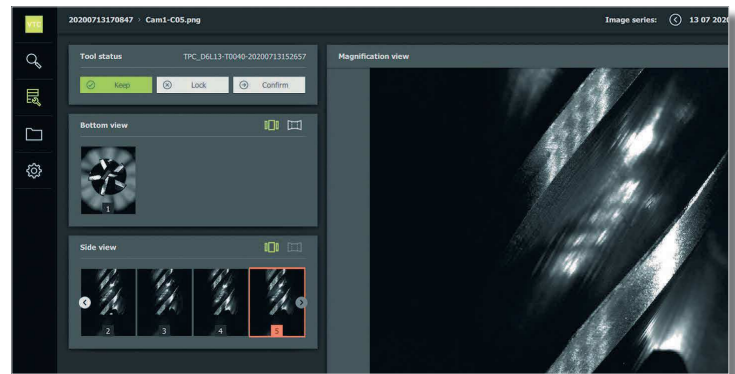 VTC
20200713170847 › Cam1-C05.png
Image series: 13 07 2020
Tool status TPC_D6L13-T0040-20200713152657
Keep Lock Confirm
Magnification view
Bottom view
1
Side view
2 3 4 5